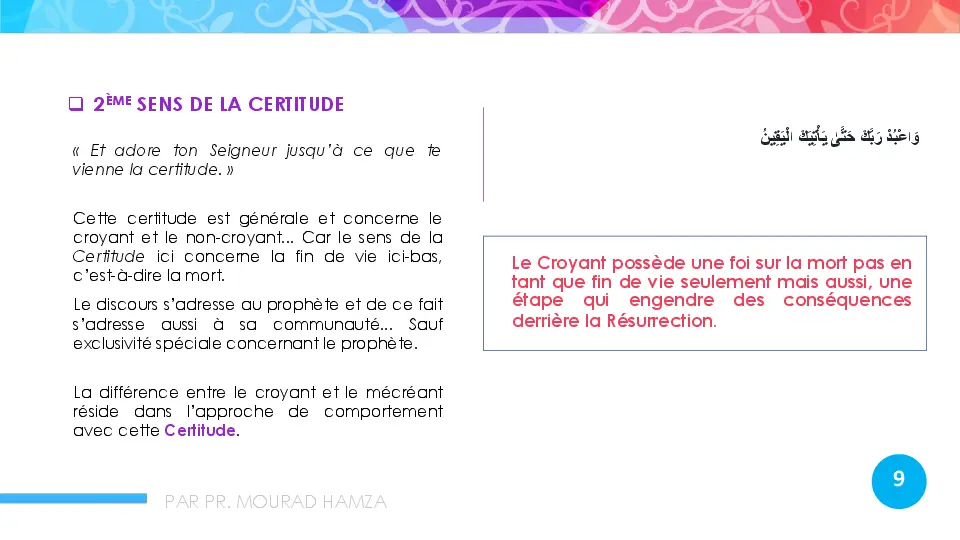 ❑ 2ÈME SENS DE LA CERTITUDE
« Et adore ton Seigneur jusqu’à ce que te
vienne la certitude. »
Cette certitude est générale et concerne le
croyant et le non-croyant... Car le sens de la
Certitude ici concerne la fin de vie ici-bas,
c’est-à-dire la mort.
Le discours s’adresse au prophète et de ce fait
s’adresse aussi à sa communauté... Sauf
exclusivité spéciale concernant le prophète.
La différence entre le croyant et le mécréant
réside dans l’approche de comportement
avec cette Certitude.
وَاعْبُدْ رَبَّكَ حَتَّىٰ يَأْتِيَكَ الْيَقِينُ
Le Croyant possède une foi sur la mort pas en
tant que fin de vie seulement mais aussi, une
étape qui engendre des conséquences
derrière la Résurrection.
PAR PR. MOURAD HAMZA
9